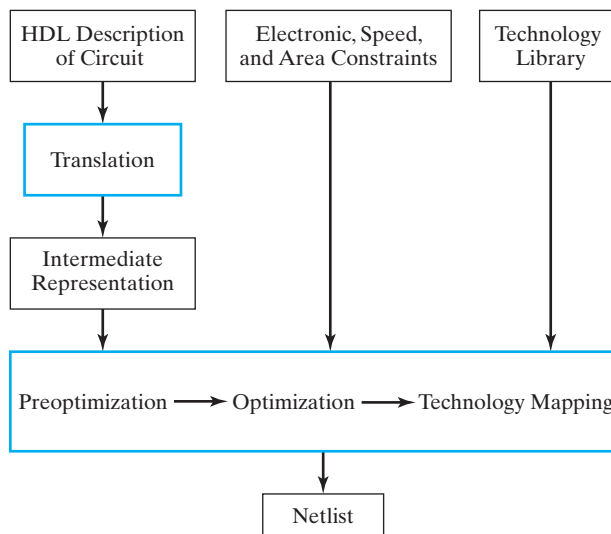 HDL Description
of Circuit
Electronic, Speed,
and Area Constraints
Technology
Library
Translation
Intermediate
Representation
Preoptimization
Optimization
Technology Mapping
Netlist